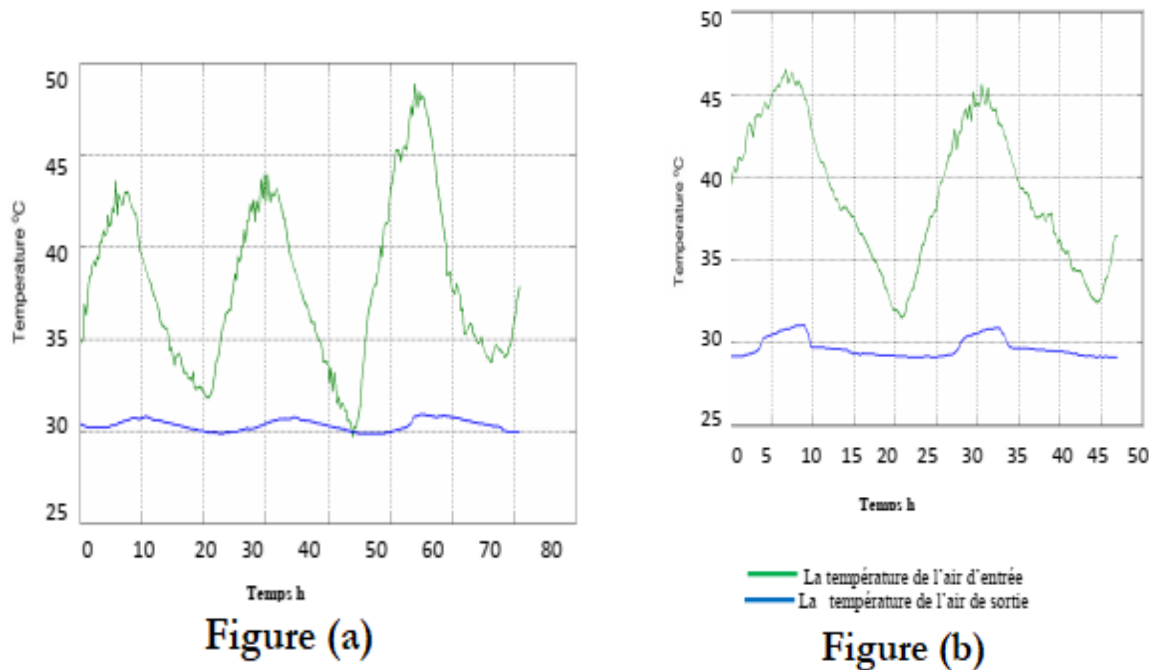 50
45
40
35
30
25
Temperature °C
0 10 20 30 40 50 60 70 80
Temps h
Figure (a)
50
45
40
35
30
25
Temperature °C
0 5 10 15 20 25 30 35 40 45 50
Temps h
La température de l'air d'entrée
La température de l'air de sortie
Figure (b)